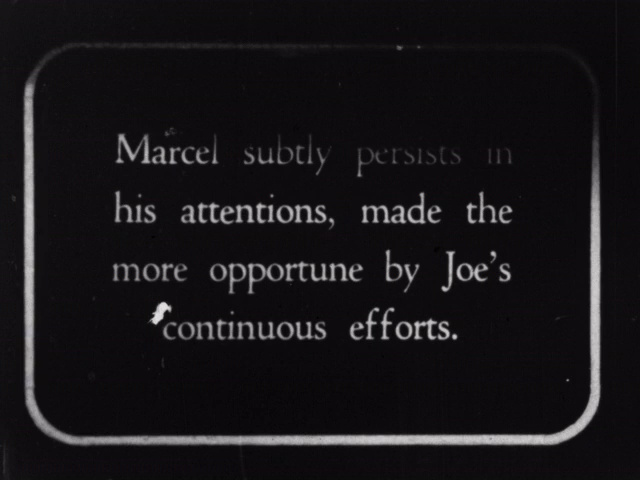 Marcel subtly persists in
his attentions, made the
more opportune by Joe's
continuous efforts.